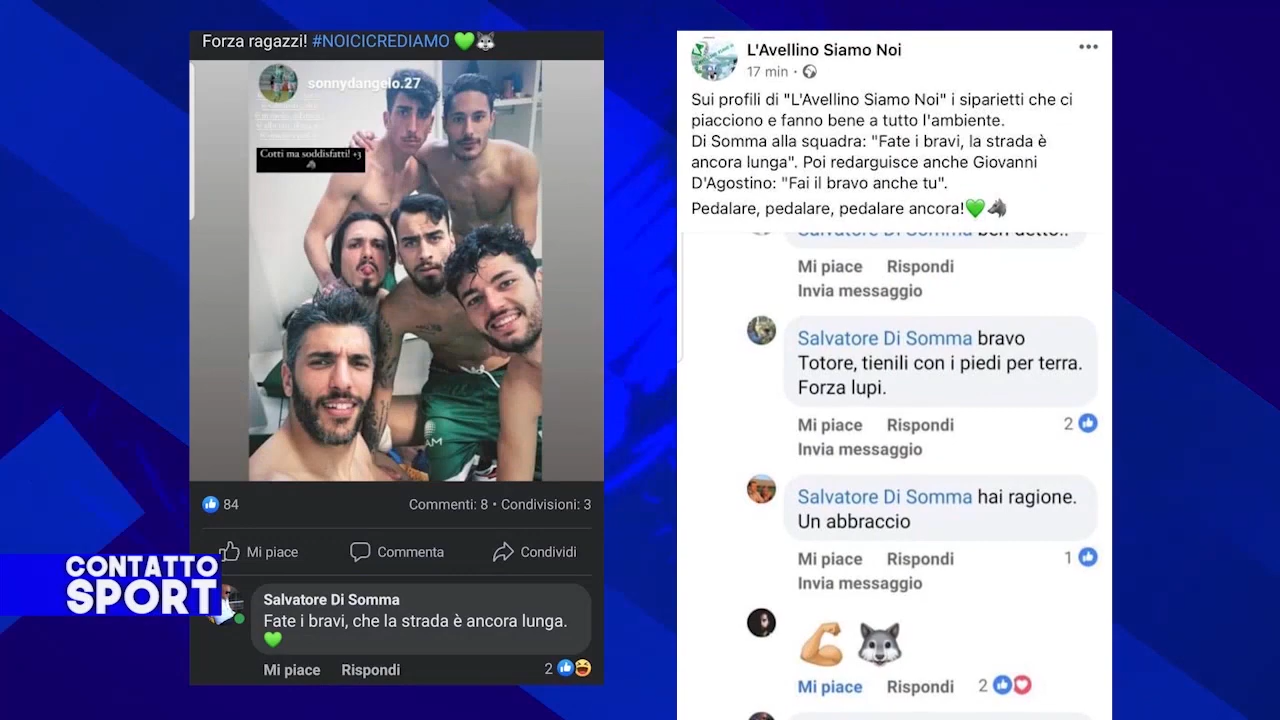 Forza ragazzi! #NOICICREDIAMO 💚🐺
sonnydangelo.27
Cotti ma soddisfatti! +3
84
Commenti: 8 • Condivisioni: 3
Mi piace
Commenta
Condividi
Salvatore Di Somma
Fate i bravi, che la strada è ancora lunga.
💚
Mi piace Rispondi
2
CONTATTO
SPORT
L'Avellino Siamo Noi
17 min
Sui profili di "L'Avellino Siamo Noi" i siparietti che ci
piacciono e fanno bene a tutto l'ambiente.
Di Somma alla squadra: "Fate i bravi, la strada è
ancora lunga". Poi redarguisce anche Giovanni
D'Agostino: "Fai il bravo anche tu".
Pedalare, pedalare, pedalare ancora!💚🐺
Salvatore Di Somma ben detto..
Mi piace Rispondi
Invia messaggio
Salvatore Di Somma bravo
Totore, tienili con i piedi per terra.
Forza lupi.
Mi piace Rispondi
2
Invia messaggio
Salvatore Di Somma hai ragione.
Un abbraccio
Mi piace Rispondi
1
Invia messaggio
💪🐺
Mi piace Rispondi
2